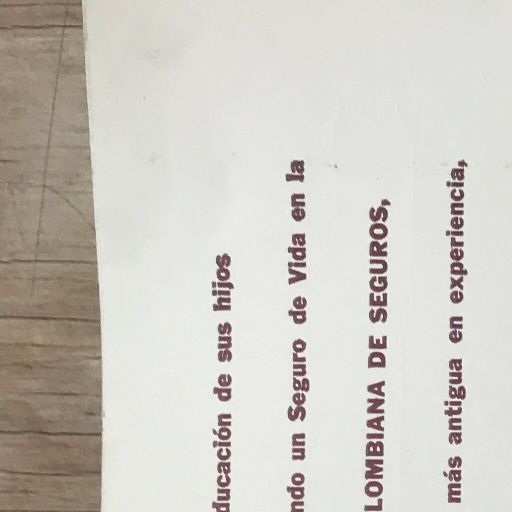 ducación de sus hijos
ndo un Seguro de Vida en la
LOMBIANA DE SEGUROS,
más antigua en experiencia,